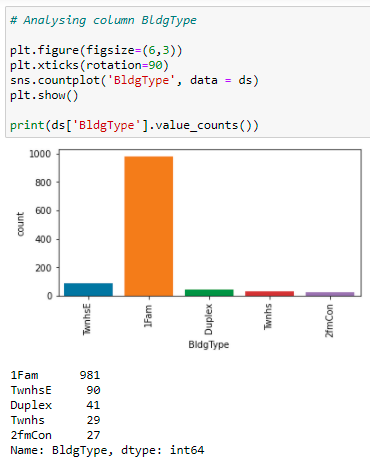 # Analysing column BldgType
plt.figure(figsize=(6,3))
plt.xticks(rotation=90)
sns.countplot('BldgType', data = ds)
plt.show()
print(ds['BldgType'].value_counts())
1000
800
600
400
200
0
count
TwnhsE
1Fam
Duplex
Twnhs
2fmCon
BldgType
1Fam 981
TwnhsE 90
Duplex 41
Twnhs 29
2fmCon 27
Name: BldgType, dtype: int64